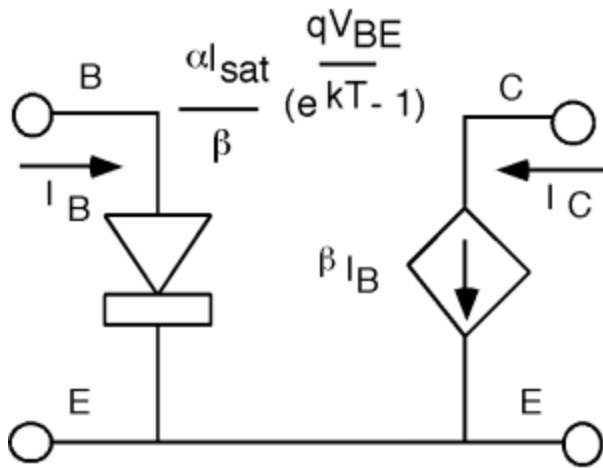 B
αI_sat / β (e^(qV_BE / kT) - 1)
C
I_B
I_C
β I_B
E
E